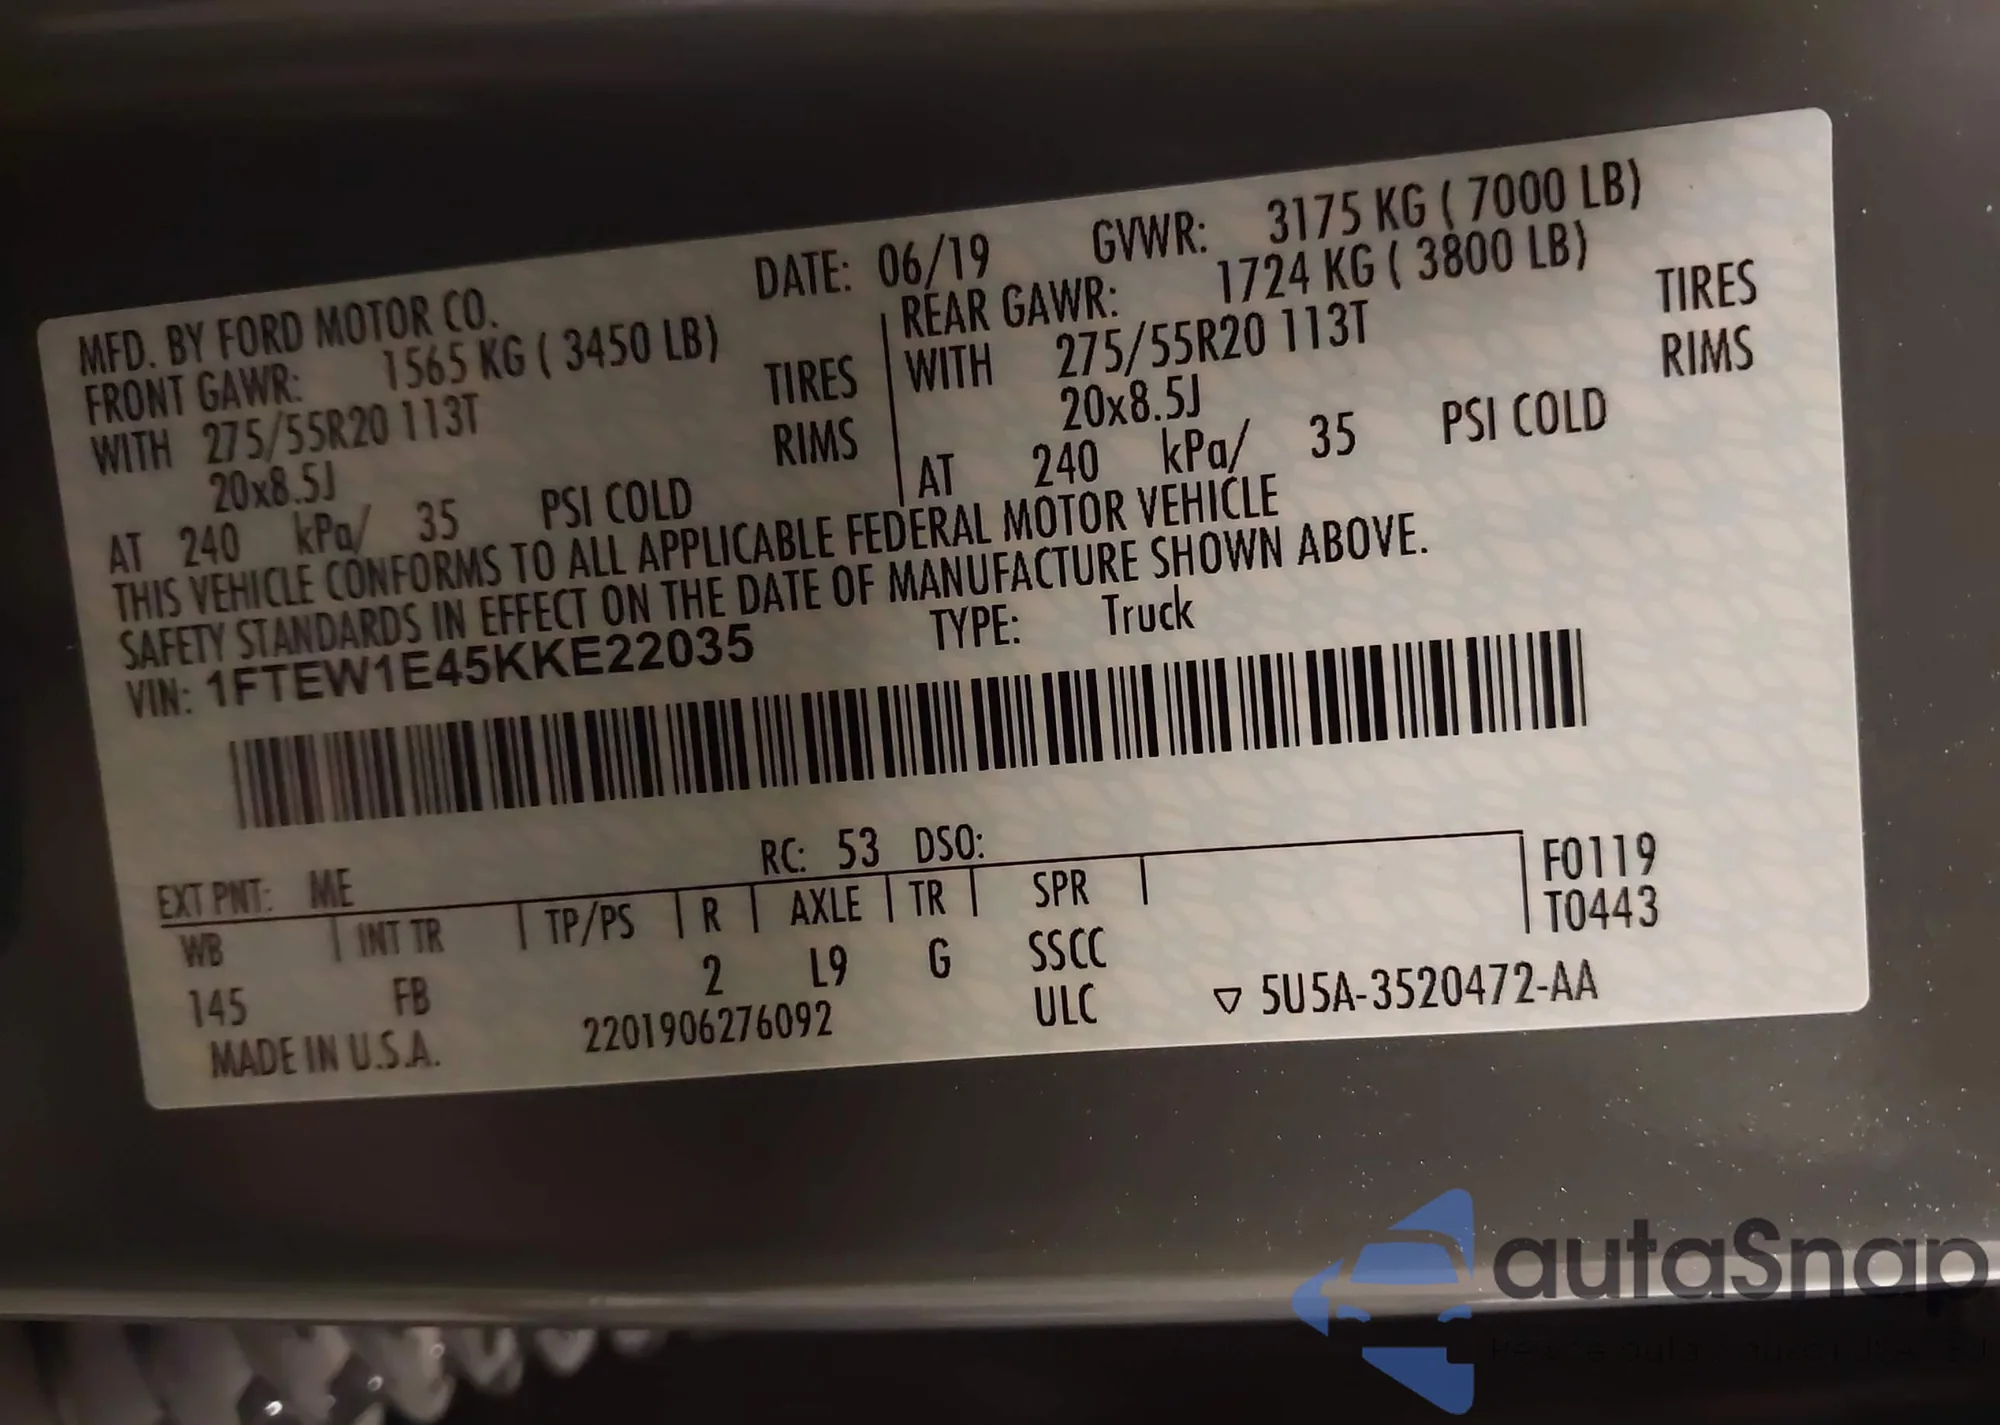 MFD. BY FORD MOTOR CO. DATE: 06/19 GVWR: 3175 KG ( 7000 LB)
FRONT GAWR: 1565 KG ( 3450 LB) REAR GAWR: 1724 KG ( 3800 LB)
WITH 275/55R20 113T TIRES WITH 275/55R20 113T TIRES
20x8.5J RIMS 20x8.5J RIMS
AT 240 kPa/ 35 PSI COLD AT 240 kPa/ 35 PSI COLD
THIS VEHICLE CONFORMS TO ALL APPLICABLE FEDERAL MOTOR VEHICLE
SAFETY STANDARDS IN EFFECT ON THE DATE OF MANUFACTURE SHOWN ABOVE.
VIN: 1FTEW1E45KKE22035 TYPE: Truck
EXT PNT: ME RC: 53 DSO: F0119
WB INT TR TP/PS R AXLE TR SPR T0443
145 FB 2 L9 G SSCC
MADE IN U.S.A. 2201906276092 ULC ▽ 5U5A-3520472-AA
autaSnap